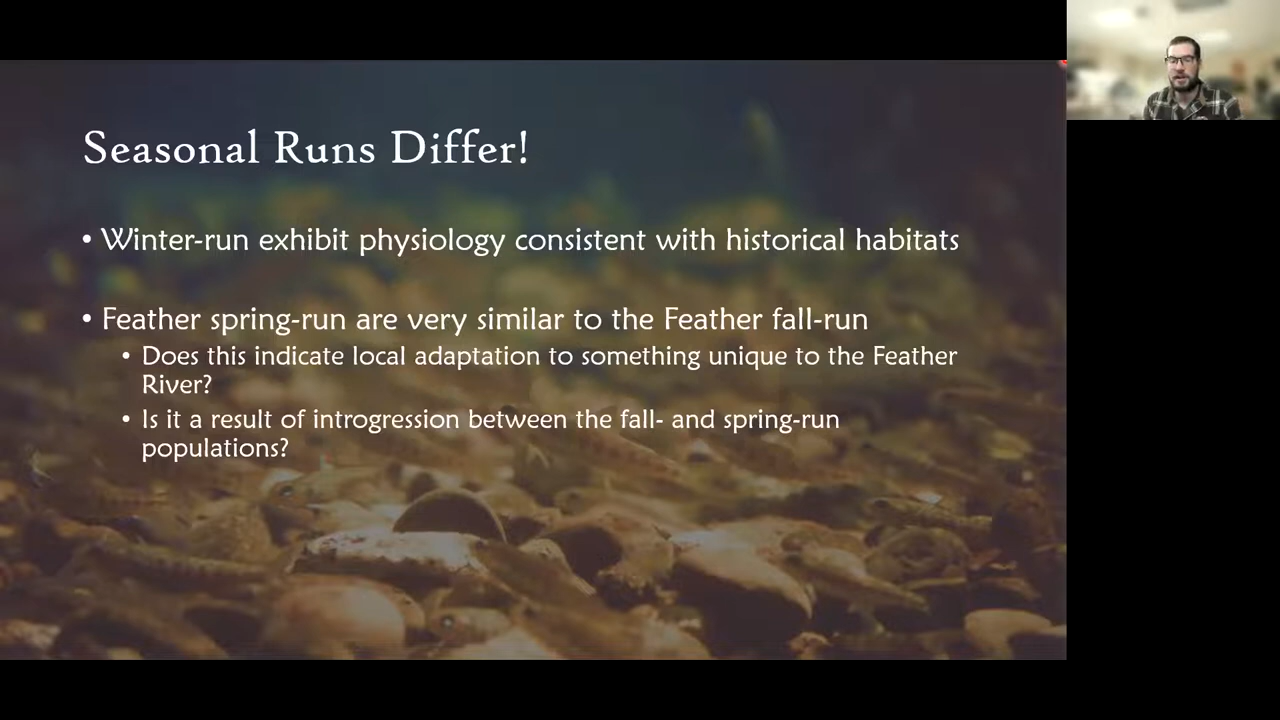 Seasonal Runs Differ!
• Winter-run exhibit physiology consistent with historical habitats
• Feather spring-run are very similar to the Feather fall-run
• Does this indicate local adaptation to something unique to the Feather
River?
• Is it a result of introgression between the fall- and spring-run
populations?